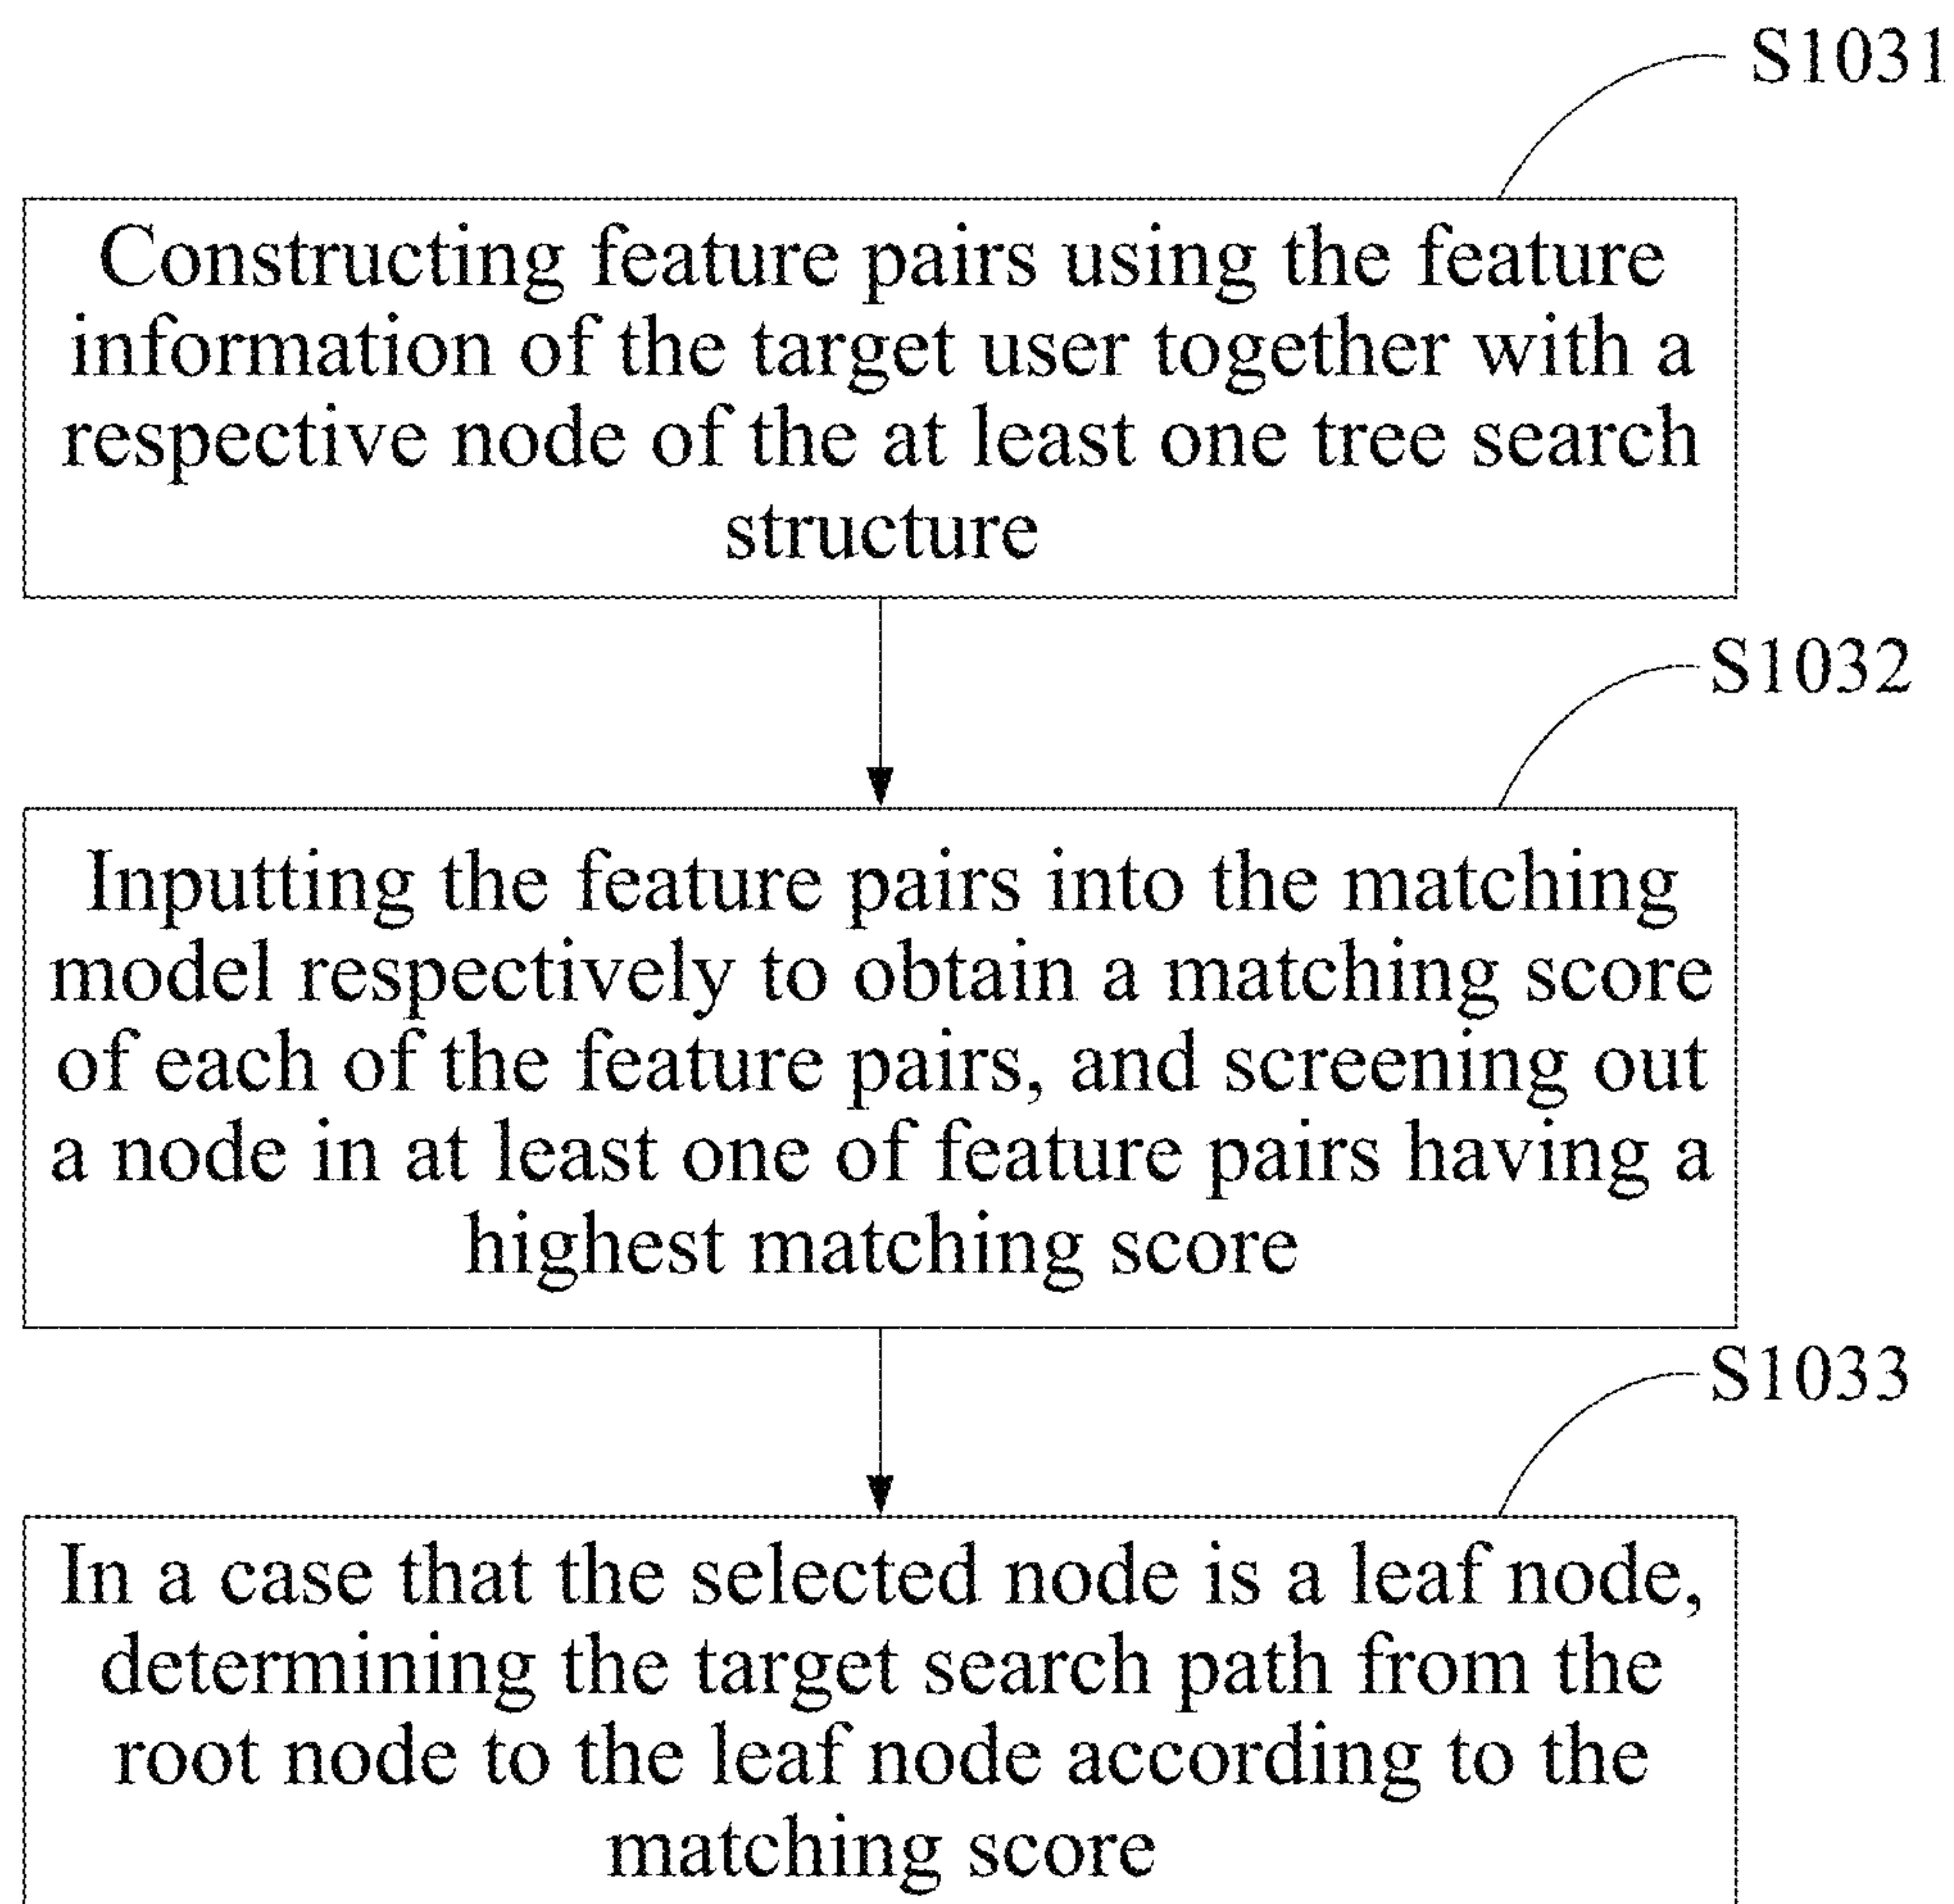 S1031
Constructing feature pairs using the feature
information of the target user together with a
respective node of the at least one tree search
structure
S1032
Inputting the feature pairs into the matching
model respectively to obtain a matching score
of each of the feature pairs, and screening out
a node in at least one of feature pairs having a
highest matching score
S1033
In a case that the selected node is a leaf node,
determining the target search path from the
root node to the leaf node according to the
matching score